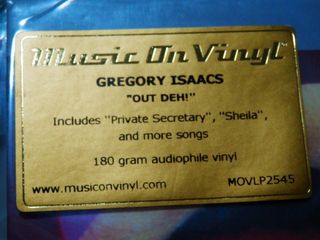 Music On Vinyl
GREGORY ISAACS
"OUT DEH!"
Includes "Private Secretary", "Sheila",
and more songs
180 gram audiophile vinyl
www.musiconvinyl.com MOVLP2545